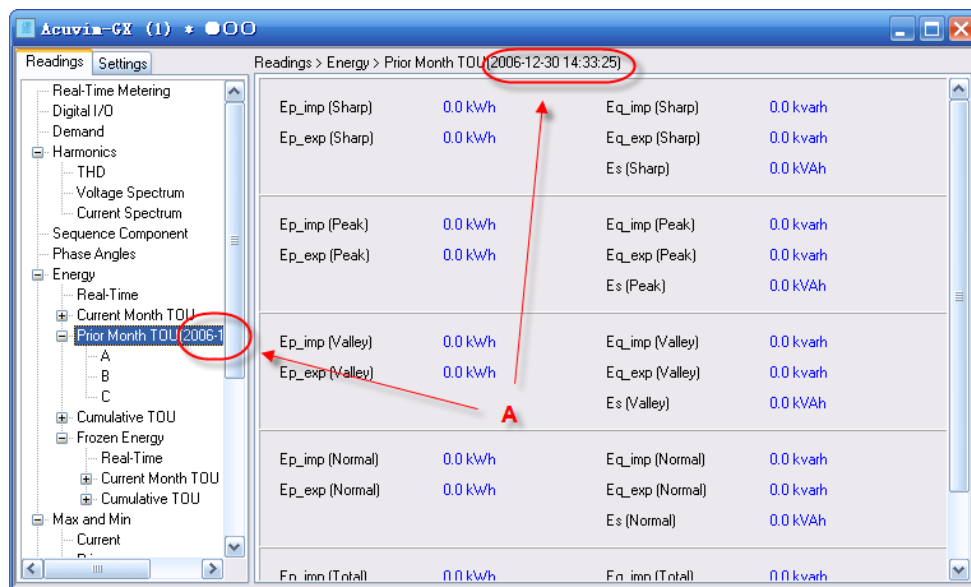 Acuvim-GX (1) *
Readings Settings
Readings > Energy > Prior Month TOU(2006-12-30 14:33:25)
Real-Time Metering
Digital I/O
Demand
Harmonics
THD
Voltage Spectrum
Current Spectrum
Sequence Component
Phase Angles
Energy
Real-Time
Current Month TOU
Prior Month TOU(2006-1
A
B
C
Cumulative TOU
Frozen Energy
Real-Time
Current Month TOU
Cumulative TOU
Max and Min
Current
Ep_imp (Sharp) 0.0 kWh Eq_imp (Sharp) 0.0 kvarh
Ep_exp (Sharp) 0.0 kWh Eq_exp (Sharp) 0.0 kvarh
Es (Sharp) 0.0 kVAh
Ep_imp (Peak) 0.0 kWh Eq_imp (Peak) 0.0 kvarh
Ep_exp (Peak) 0.0 kWh Eq_exp (Peak) 0.0 kvarh
Es (Peak) 0.0 kVAh
Ep_imp (Valley) 0.0 kWh Eq_imp (Valley) 0.0 kvarh
Ep_exp (Valley) 0.0 kWh Eq_exp (Valley) 0.0 kvarh
Es (Valley) 0.0 kVAh
A
Ep_imp (Normal) 0.0 kWh Eq_imp (Normal) 0.0 kvarh
Ep_exp (Normal) 0.0 kWh Eq_exp (Normal) 0.0 kvarh
Es (Normal) 0.0 kVAh
Ep_imp (Total) 0.0 kWh Eq_imp (Total) 0.0 kvarh